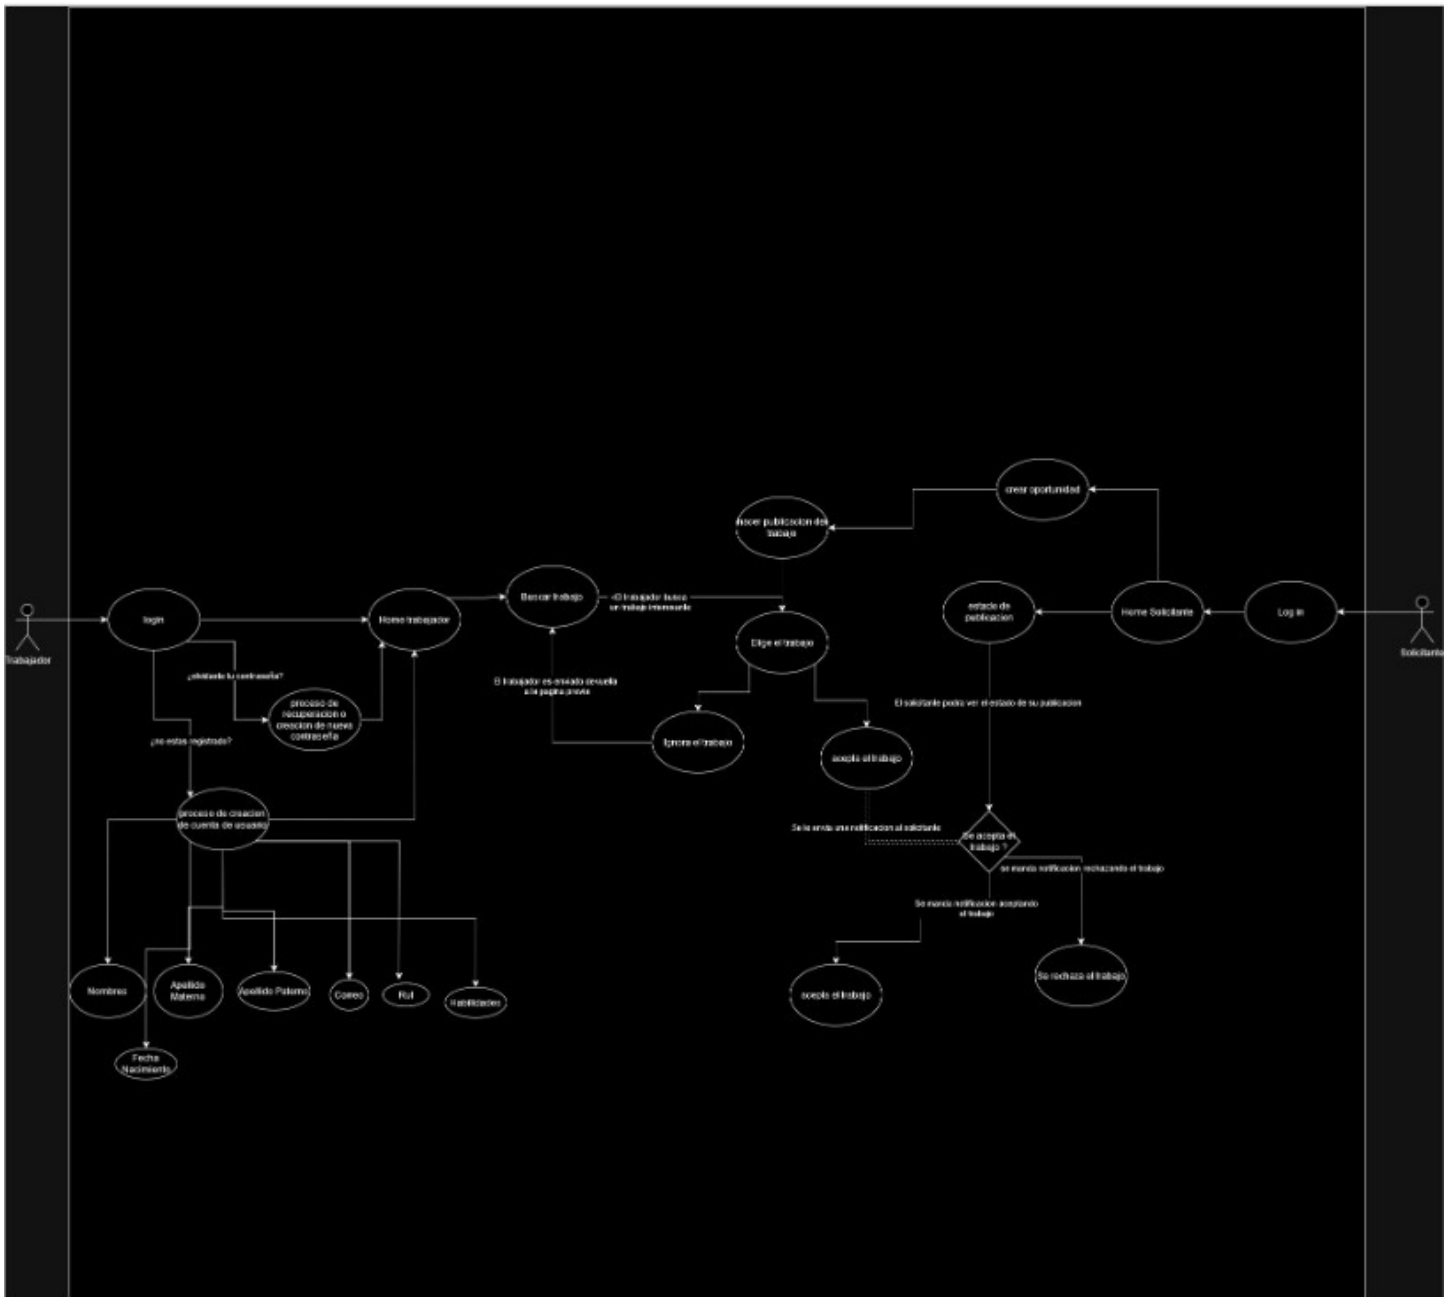 crear oportunidad
hacer publicacion del
trabajo
Buscar trabajo
El trabajador busca
un trabajo interesante
estado de
publicacion
Home Solicitante
Log in
login
Home trabajador
Elige el trabajo
Trabajador
Solicitante
¿olvidaste tu contraseña?
El trabajador es enviado devuelta
a la pagina previa
proceso de
recuperacion o
creacion de nueva
contraseña
El solicitante podra ver el estado de su publicacion
¿no estas registrado?
Ignora el trabajo
acepta el trabajo
proceso de creacion
de cuenta de usuario
Se le envia una notificacion al solicitante
Se acepta el
trabajo ?
se manda notificacion rechazando el trabajo
Se manda notificacion aceptando
el trabajo
Nombres
Apellido
Materno
Apellido Paterno
Correo
Rut
Habilidades
acepta el trabajo
Se rechaza el trabajo
Fecha
Nacimiento